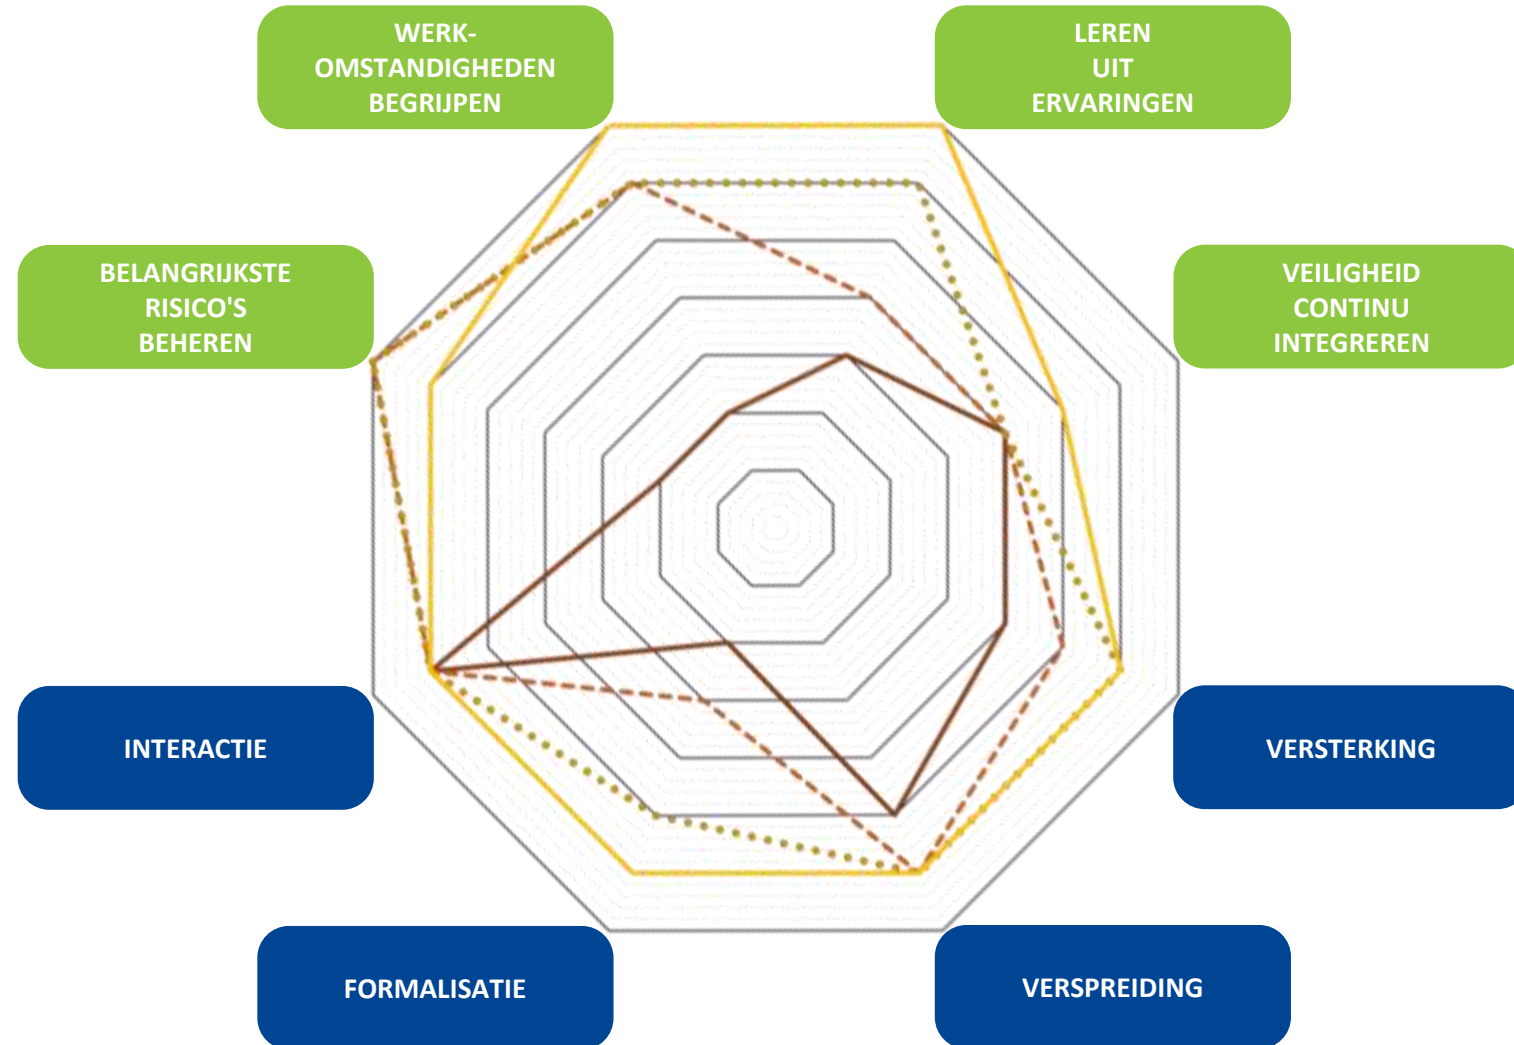 WERK-
OMSTANDIGHEDEN
BEGRIJPEN
LEREN
UIT
ERVARINGEN
BELANGRIJKSTE
RISICO'S
BEHEREN
VEILIGHEID
CONTINU
INTEGREREN
INTERACTIE
VERSTERKING
FORMALISATIE
VERSPREIDING